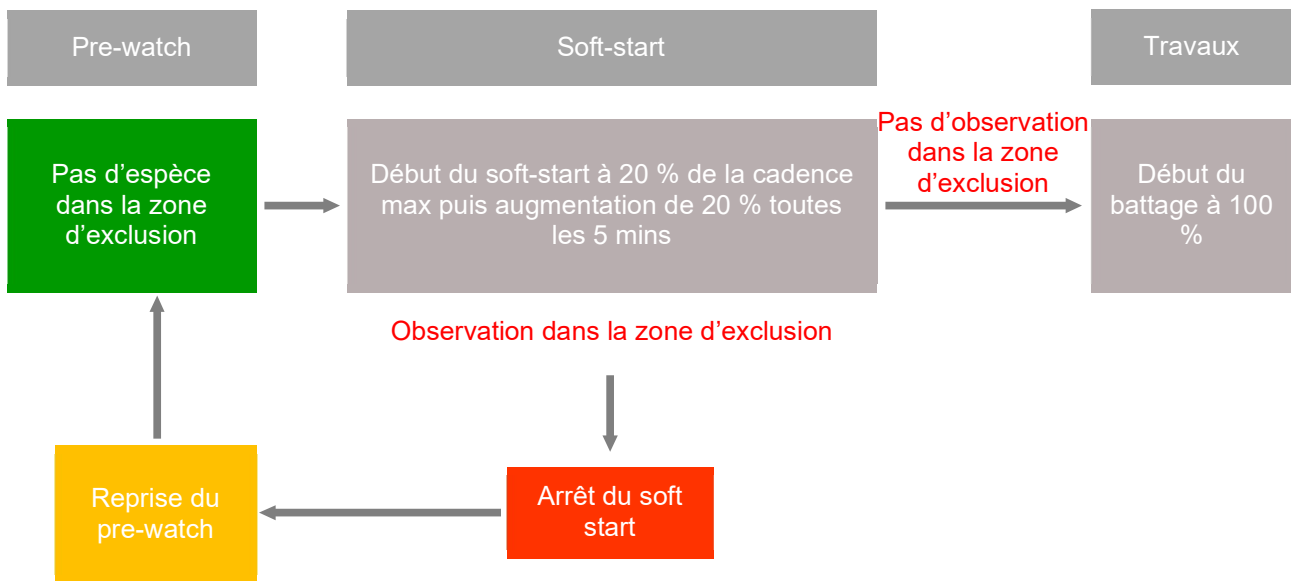 Pre-watch
Soft-start
Travaux
Pas d'espèce
dans la zone
d'exclusion
Début du soft-start à 20 % de la cadence
max puis augmentation de 20 % toutes
les 5 mins
Pas d'observation
dans la zone
d'exclusion
Début du
battage à 100
%
Observation dans la zone d'exclusion
Arrêt du soft
start
Reprise du
pre-watch